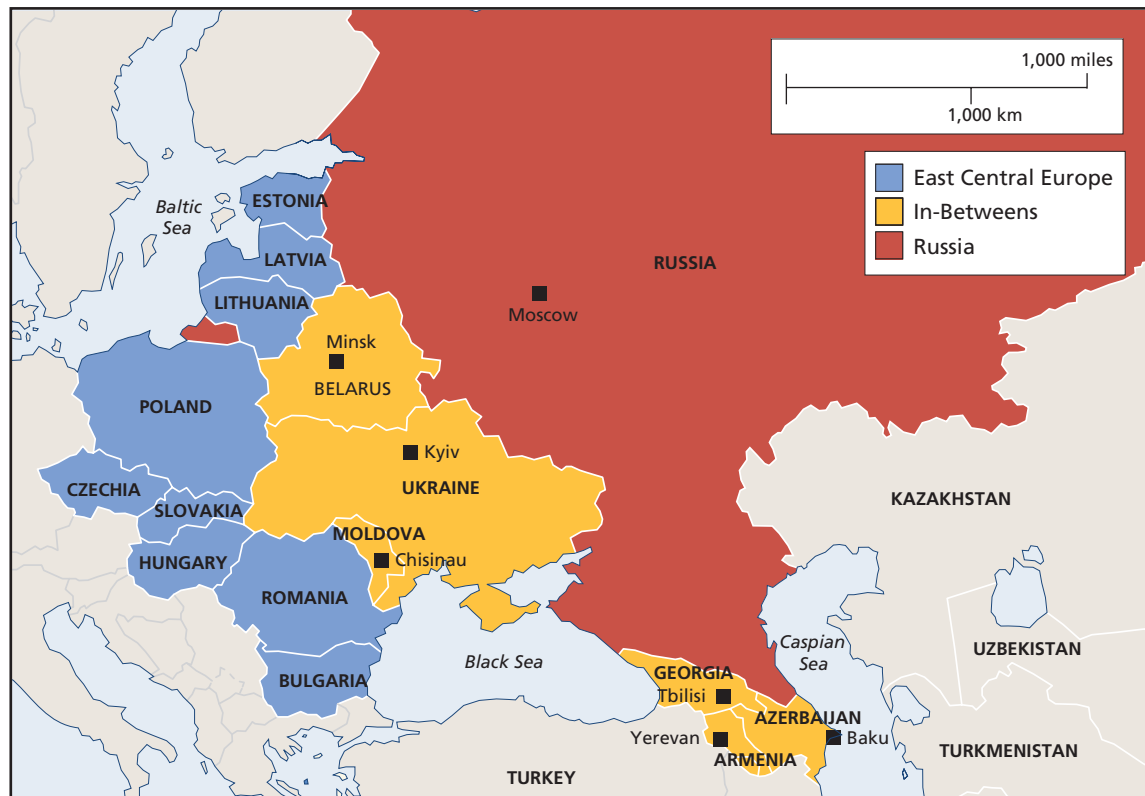 1,000 miles
1,000 km
East Central Europe
In-Betweens
Russia
Baltic
Sea
ESTONIA
LATVIA
LITHUANIA
RUSSIA
Moscow
Minsk
BELARUS
POLAND
Kyiv
UKRAINE
CZECHIA
SLOVAKIA
HUNGARY
MOLDOVA
Chisinau
ROMANIA
BULGARIA
Black Sea
KAZAKHSTAN
Caspian
Sea
UZBEKISTAN
GEORGIA
Tbilisi
AZERBAIJAN
Yerevan
Baku
ARMENIA
TURKMENISTAN
TURKEY